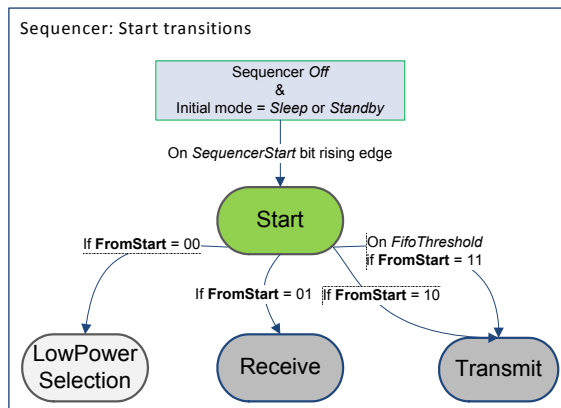 Sequencer: Start transitions
Sequencer Off
&
Initial mode = Sleep or Standby
On SequencerStart bit rising edge
Start
If FromStart = 00
On FifoThreshold
if FromStart = 11
If FromStart = 01
If FromStart = 10
LowPower
Selection
Receive
Transmit